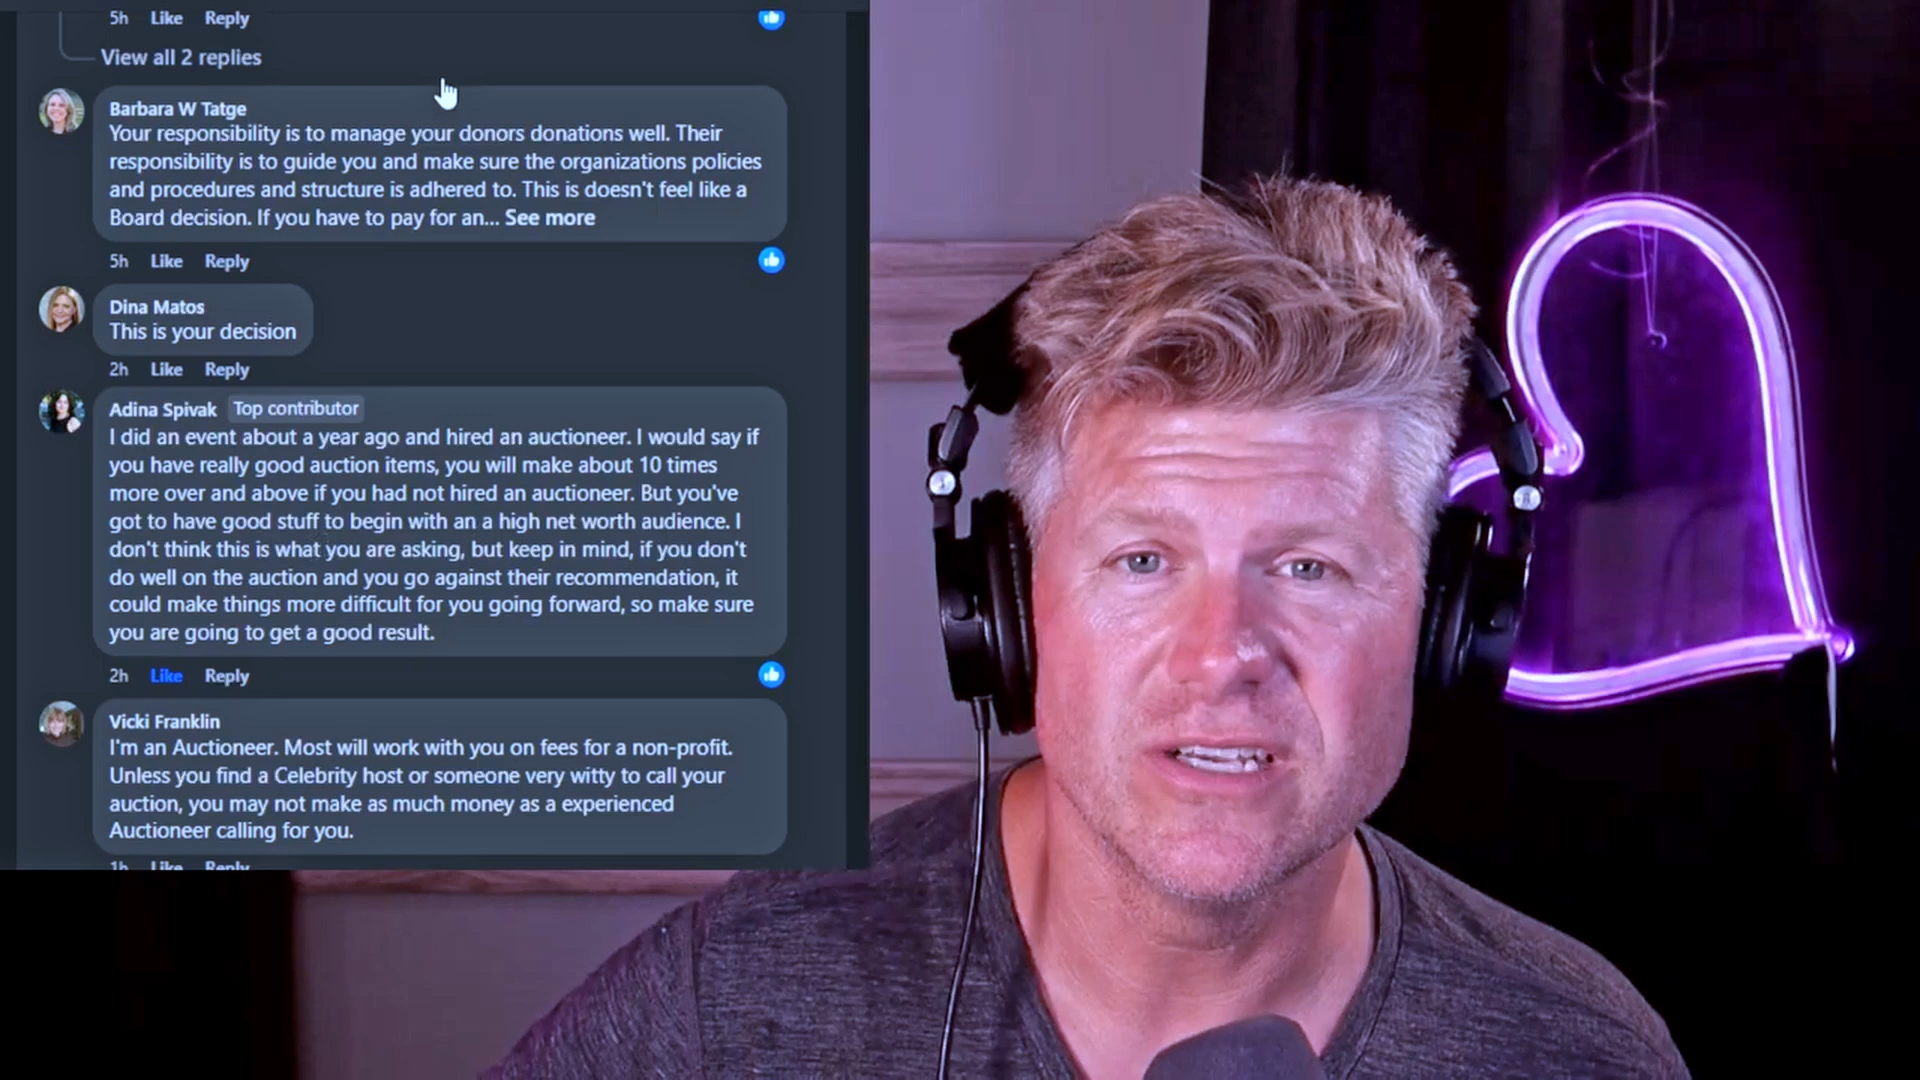 5h Like Reply
View all 2 replies
Barbara W Tatge
Your responsibility is to manage your donors donations well. Their
responsibility is to guide you and make sure the organizations policies
and procedures and structure is adhered to. This is doesn't feel like a
Board decision. If you have to pay for an... See more
5h Like Reply
Dina Matos
This is your decision
2h Like Reply
Adina Spivak Top contributor
I did an event about a year ago and hired an auctioneer. I would say if
you have really good auction items, you will make about 10 times
more over and above if you had not hired an auctioneer. But you've
got to have good stuff to begin with an a high net worth audience. I
don't think this is what you are asking, but keep in mind, if you don't
do well on the auction and you go against their recommendation, it
could make things more difficult for you going forward, so make sure
you are going to get a good result.
2h Like Reply
Vicki Franklin
I'm an Auctioneer. Most will work with you on fees for a non-profit.
Unless you find a Celebrity host or someone very witty to call your
auction, you may not make as much money as a experienced
Auctioneer calling for you.
1h Like Reply